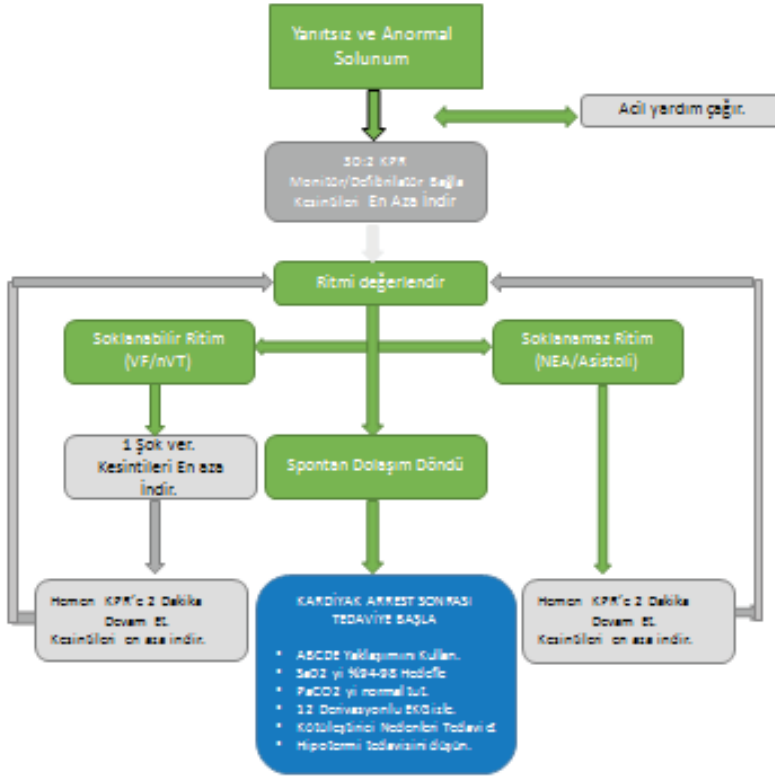 Yanıtsız ve Anormal
Solunum
Acil yardım çağır.
30:2 KPR
Monitör/Defibrilatör Bağla
Kesintileri En Aza İndir
Ritmi değerlendir
Şoklanabilir Ritim
(VF/nVT)
Şoklanamaz Ritim
(NEA/Asistoli)
1 Şok ver.
Kesintileri En aza
İndir.
Spontan Dolaşım Döndü
Hemen KPR'e 2 Dakika
Devam Et.
Kesintileri en aza indir.
KARDİYAK ARREST SONRASI
TEDAVİYE BAŞLA
• ABCDE Yaklaşımını Kullan.
• SaO2 yi %94-98 Hedefle
• PaCO2 yi normal tut.
• 12 Derivasyonlu EKG izle.
• Kötüleştirici Nedenleri Tedavi et
• Hipotermi tedavisini düşün.
Hemen KPR'e 2 Dakika
Devam Et.
Kesintileri en aza indir.